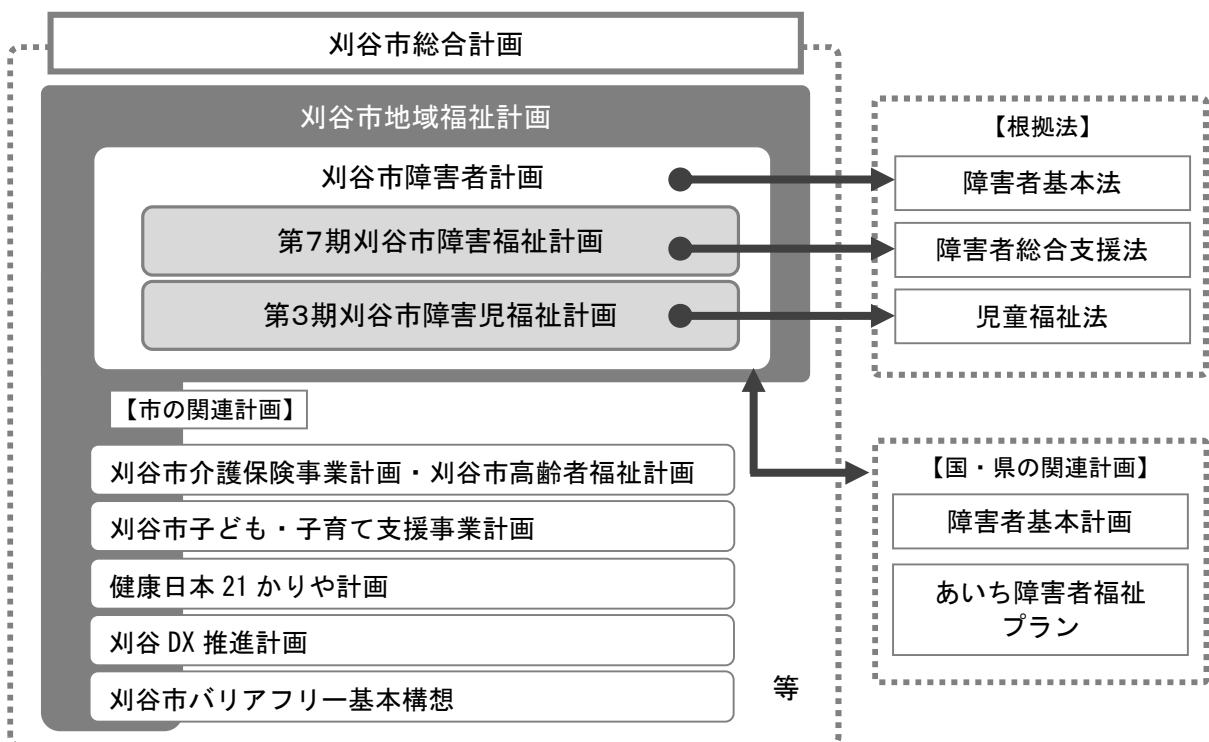 刈谷市総合計画
刈谷市地域福祉計画
刈谷市障害者計画
第7期刈谷市障害福祉計画
第3期刈谷市障害児福祉計画
【市の関連計画】
刈谷市介護保険事業計画・刈谷市高齢者福祉計画
刈谷市子ども・子育て支援事業計画
健康日本 21 かりや計画
刈谷 DX 推進計画
刈谷市バリアフリー基本構想
等
【根拠法】
障害者基本法
障害者総合支援法
児童福祉法
【国・県の関連計画】
障害者基本計画
あいち障害者福祉
プラン